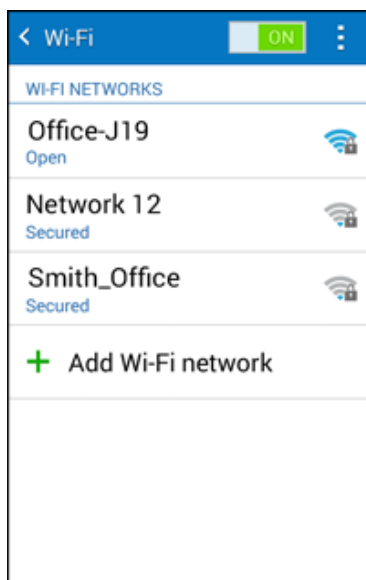 Wi-Fi ON
WI-FI NETWORKS
Office-J19
Open
Network 12
Secured
Smith_Office
Secured
+ Add Wi-Fi network